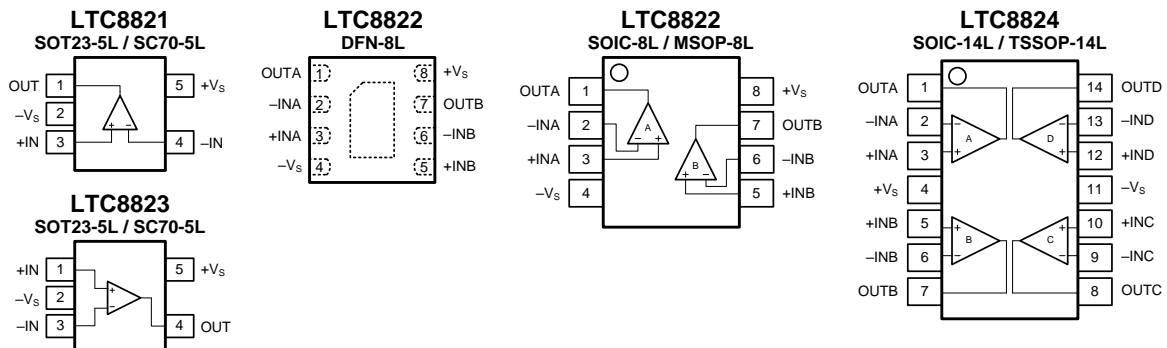 LTC8821
SOT23-5L / SC70-5L
OUT 1 5 +VS
–VS 2
+IN 3 4 –IN
+ –
LTC8823
SOT23-5L / SC70-5L
+IN 1 5 +VS
–VS 2
–IN 3 4 OUT
+
–
LTC8822
DFN-8L
OUTA 1 8 +VS
–INA 2 7 OUTB
+INA 3 6 –INB
–VS 4 5 +INB
LTC8822
SOIC-8L / MSOP-8L
OUTA 1 8 +VS
–INA 2 7 OUTB
+INA 3 6 –INB
–VS 4 5 +INB
A
– +
B
+ –
LTC8824
SOIC-14L / TSSOP-14L
OUTA 1 14 OUTD
–INA 2 – – 13 –IND
A D
+INA 3 + + 12 +IND
+VS 4 11 –VS
+INB 5 + + 10 +INC
B C
–INB 6 – – 9 –INC
OUTB 7 8 OUTC